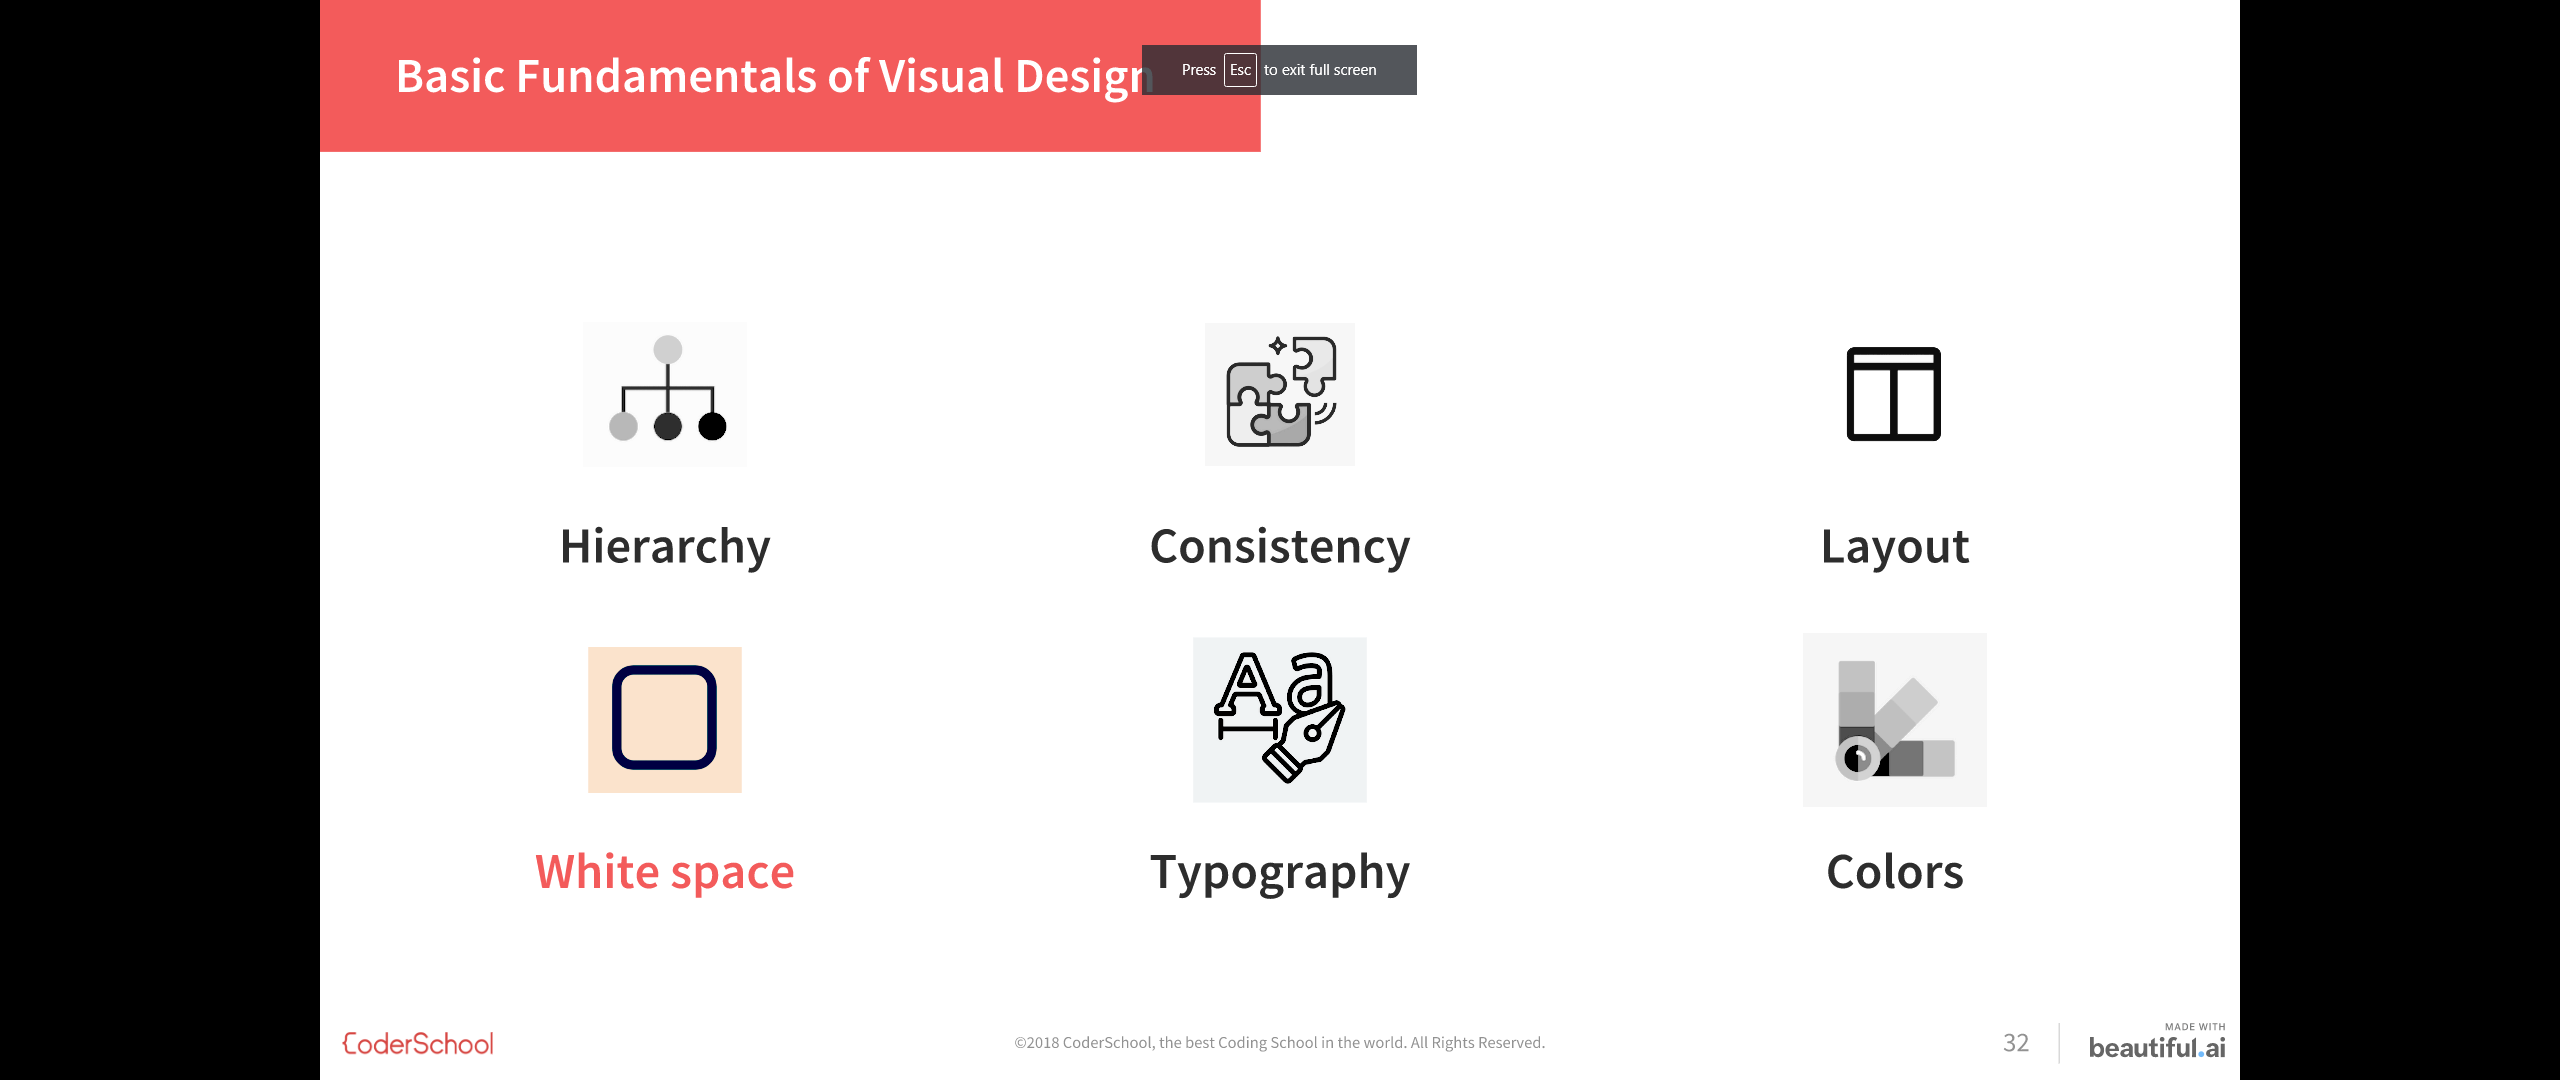 Basic Fundamentals of Visual Design
Press Esc to exit full screen
Hierarchy
Consistency
Layout
Aa
White space
Typography
Colors
CoderSchool
©2018 CoderSchool, the best Coding School in the world. All Rights Reserved.
32
MADE WITH
beautiful.ai